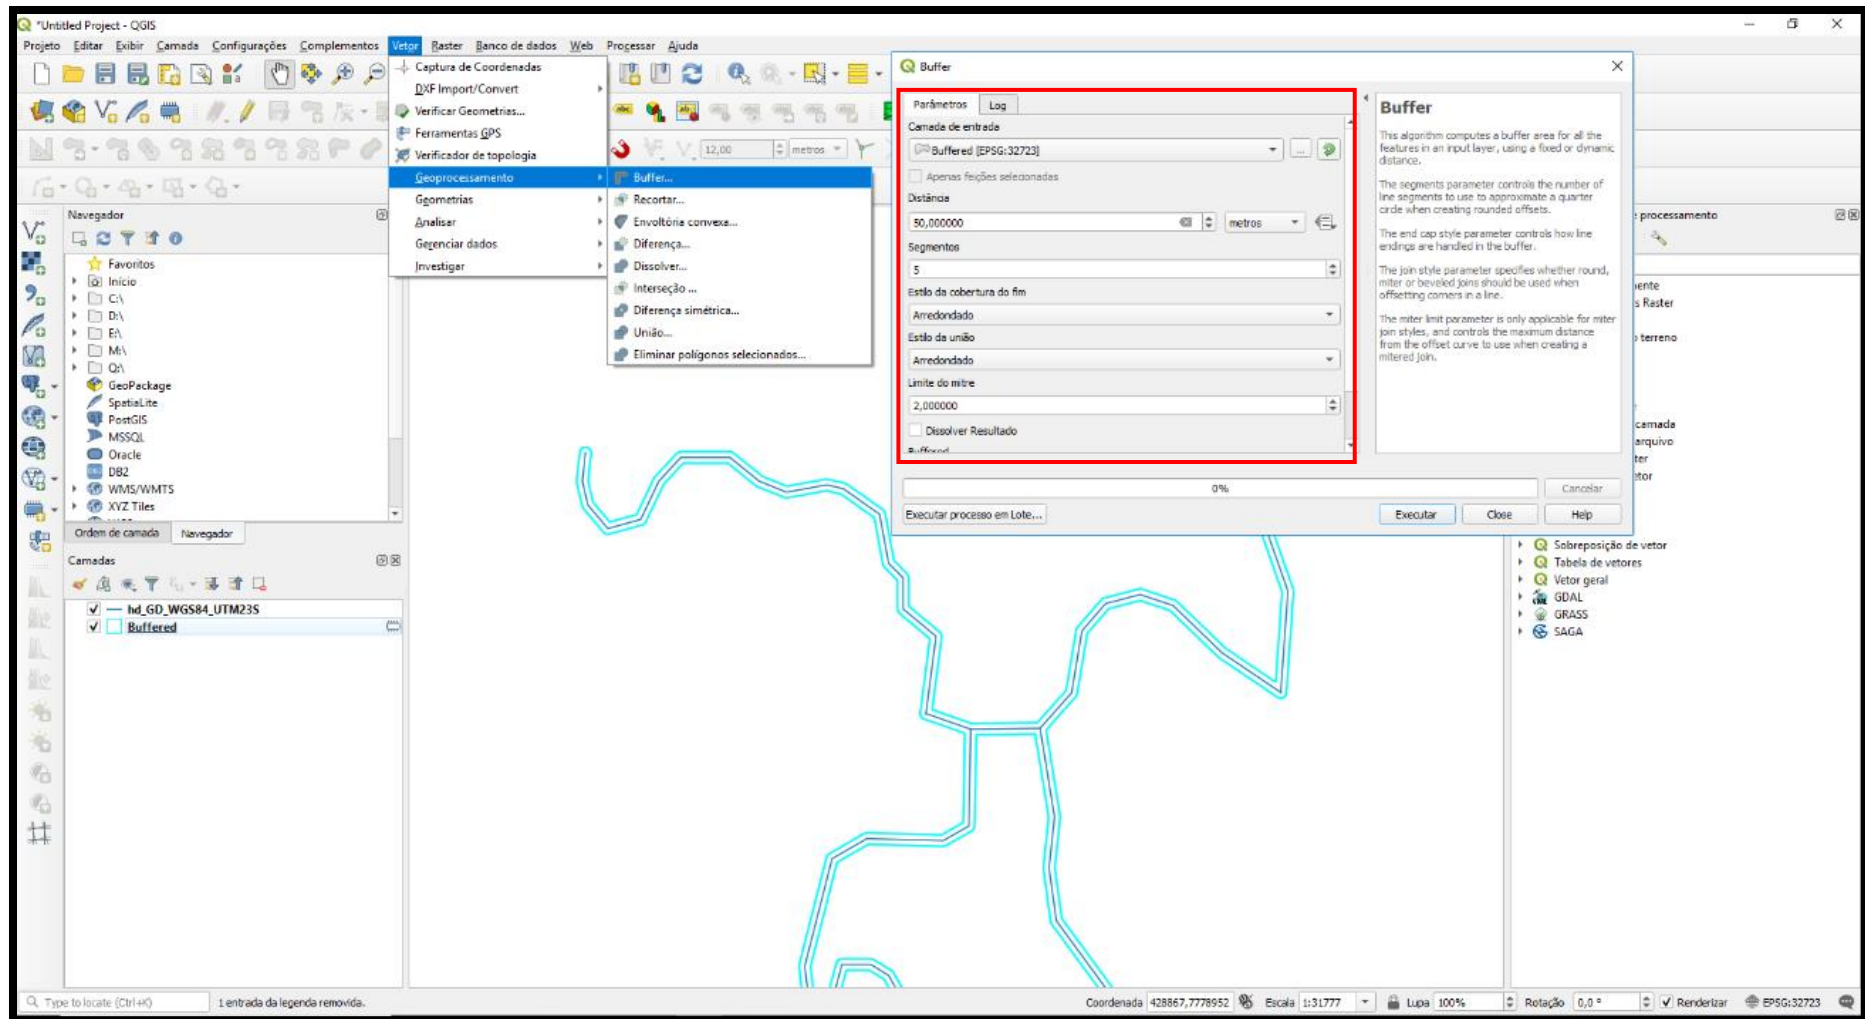 *Untitled Project - QGIS
Projeto Editar Exibir Camada Configurações Complementos Vetor Raster Banco de dados Web Processar Ajuda
Captura de Coordenadas
DXF Import/Convert
Verificar Geometrias...
Ferramentas GPS
Verificador de topologia
Geoprocessamento
Geometrias
Analisar
Gerenciar dados
Investigar
Buffer...
Recortar...
Envoltória convexa...
Diferença...
Dissolver...
Interseção ...
Diferença simétrica...
União...
Eliminar polígonos selecionados...
abc
12,00
metros
Buffer
Parâmetros Log
Camada de entrada
Buffered [EPSG:32723]
...
Apenas feições selecionadas
Distância
50,000000
metros
Segmentos
5
Estilo da cobertura do fim
Arredondado
Estilo da união
Arredondado
Limite do mitre
2,000000
Dissolver Resultado
Buffered
0%
Cancelar
Executar processo em Lote...
Executar Close Help
Buffer
This algorithm computes a buffer area for all the
features in an input layer, using a fixed or dynamic
distance.
The segments parameter controls the number of
line segments to use to approximate a quarter
circle when creating rounded offsets.
The end cap style parameter controls how line
endings are handled in the buffer.
The join style parameter specifies whether round,
miter or beveled joins should be used when
offsetting corners in a line.
The miter limit parameter is only applicable for miter
join styles, and controls the maximum distance
from the offset curve to use when creating a
mitered join.
Navegador
Favoritos
Início
C:\
D:\
E:\
M:\
Q:\
GeoPackage
SpatiaLite
PostGIS
MSSQL
Oracle
DB2
WMS/WMTS
XYZ Tiles
Ordem de camada Navegador
Camadas
hd_GD_WGS84_UTM23S
Buffered
processamento
ente
s Raster
terreno
camada
arquivo
ter
etor
Sobreposição de vetor
Tabela de vetores
Vetor geral
GDAL
GRASS
SAGA
Type to locate (Ctrl+K)
1 entrada da legenda removida.
Coordenada 428867,7778952 Escala 1:31777 Lupa 100% Rotação 0,0 ° Renderizar EPSG:32723